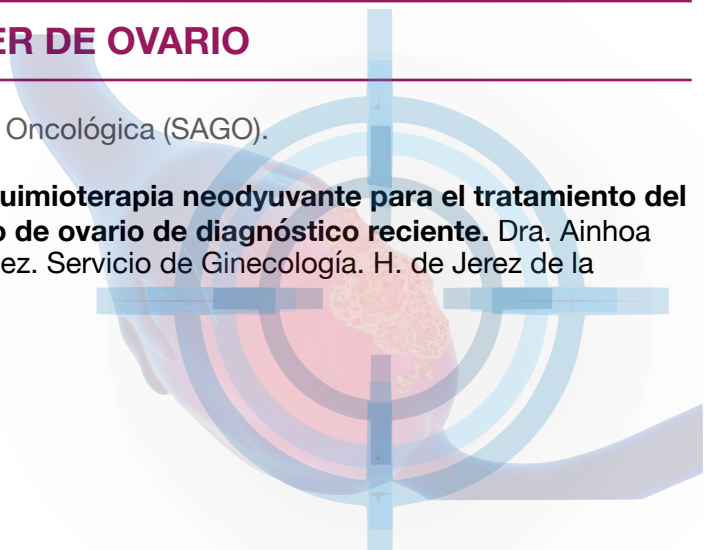 ER DE OVARIO
Oncológica (SAGO).
uimioterapia neodyuvante para el tratamiento del
o de ovario de diagnóstico reciente. Dra. Ainhoa
ez. Servicio de Ginecología. H. de Jerez de la